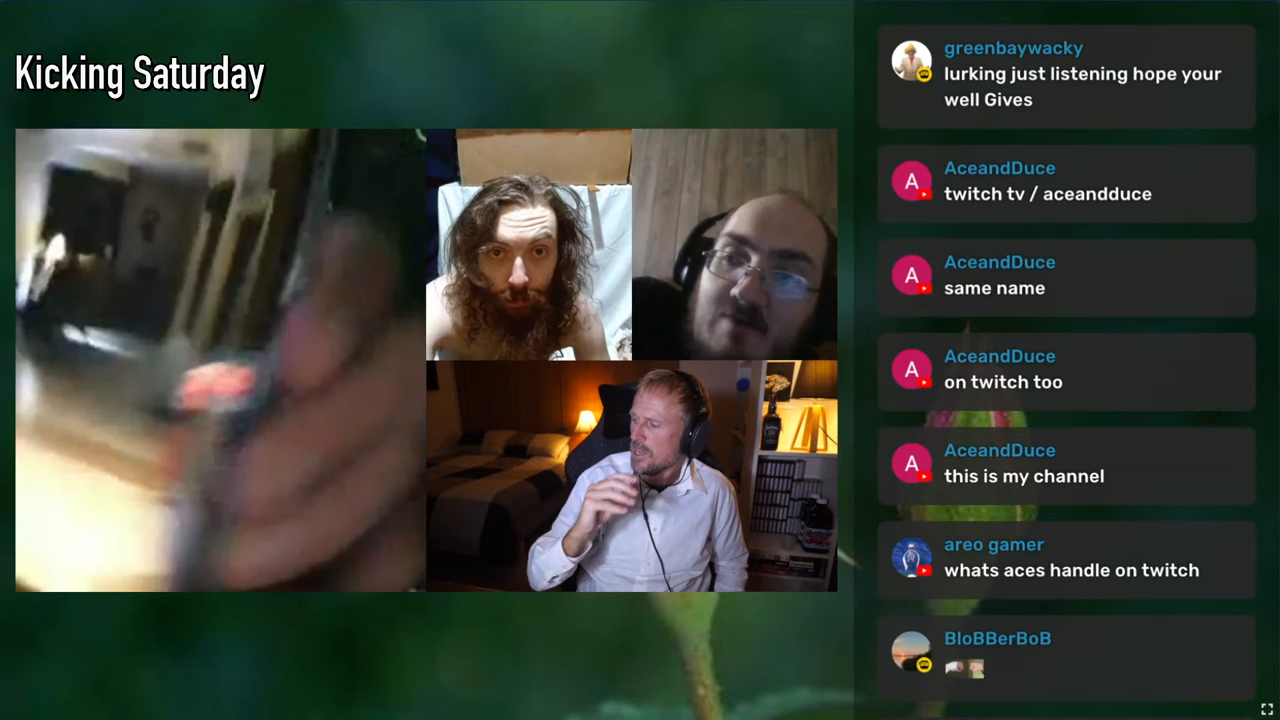 Kicking Saturday
greenbaywacky
lurking just listening hope your
well Gives
AceandDuce
twitch tv / aceandduce
AceandDuce
same name
AceandDuce
on twitch too
AceandDuce
this is my channel
areo gamer
whats aces handle on twitch
BloBBerBoB
A
A
A
A